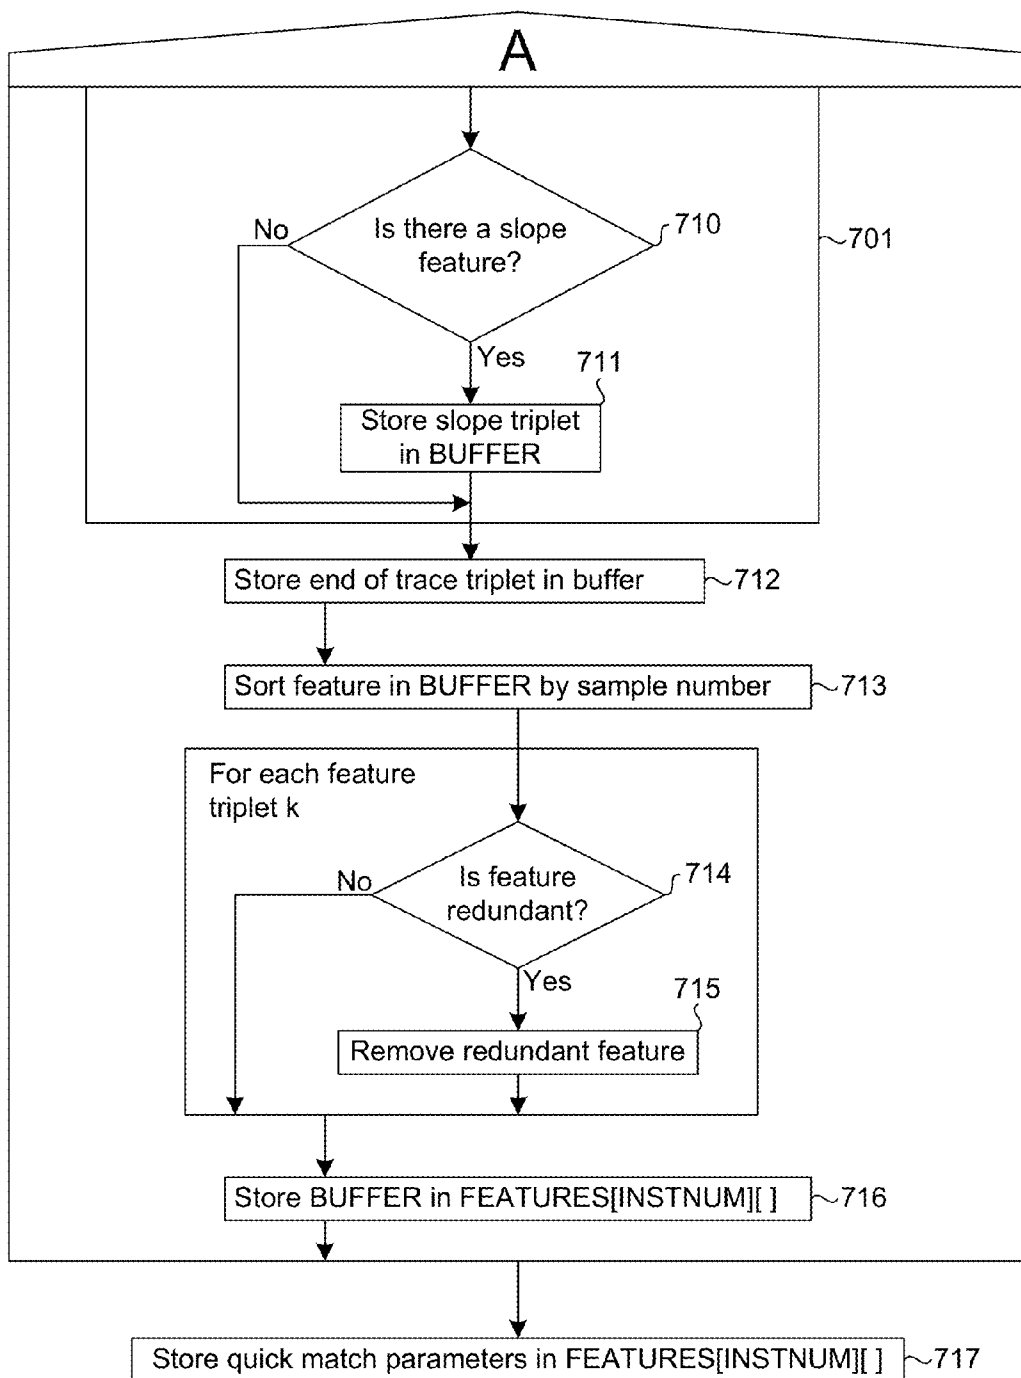 A
No
Is there a slope
feature?
710
701
Yes
711
Store slope triplet
in BUFFER
Store end of trace triplet in buffer
712
Sort feature in BUFFER by sample number
713
For each feature
triplet k
No
Is feature
redundant?
714
Yes
715
Remove redundant feature
Store BUFFER in FEATURES[INSTNUM][ ]
716
Store quick match parameters in FEATURES[INSTNUM][ ]
717